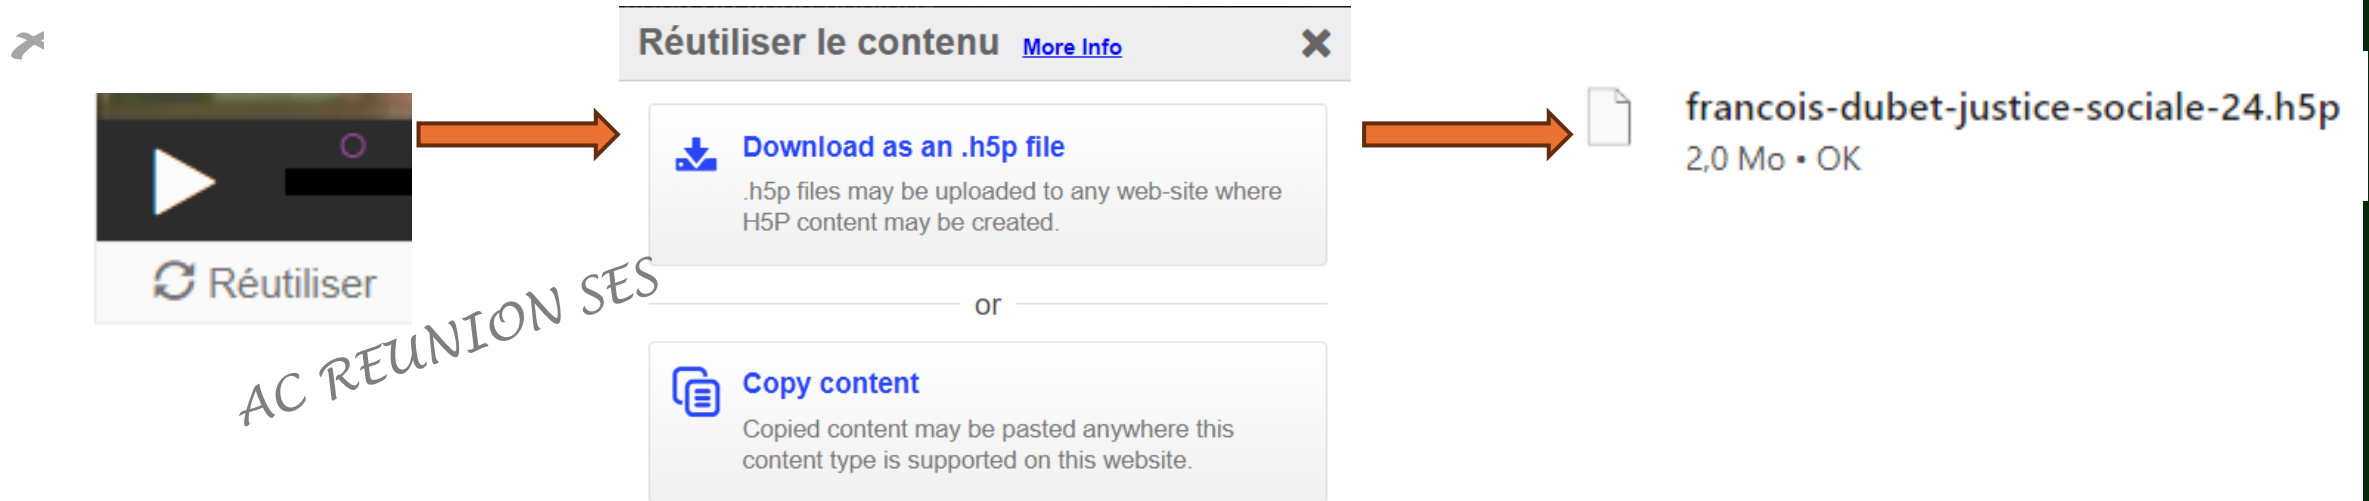 Réutiliser
AC REUNION SES
Réutiliser le contenu More Info
Download as an .h5p file
.h5p files may be uploaded to any web-site where
H5P content may be created.
or
Copy content
Copied content may be pasted anywhere this
content type is supported on this website.
francois-dubet-justice-sociale-24.h5p
2,0 Mo • OK